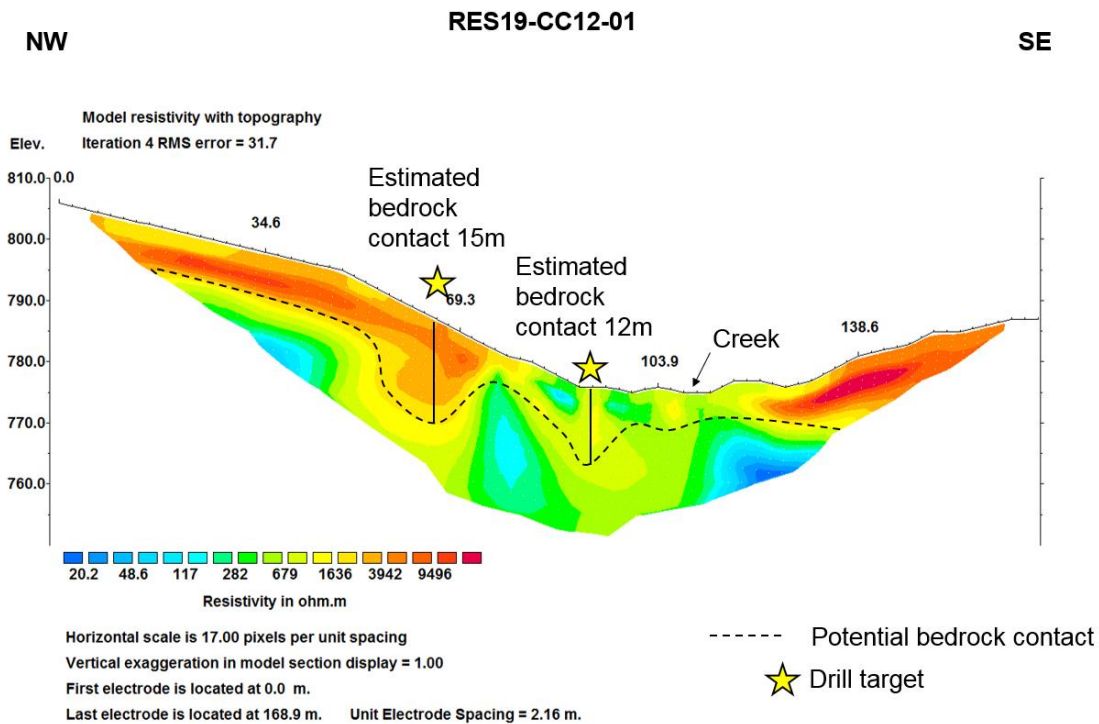 RES19-CC12-01
NW
SE
Model resistivity with topography
Iteration 4 RMS error = 31.7
Elev.
810.0
0.0
800.0
790.0
780.0
770.0
760.0
34.6
Estimated
bedrock
contact 15m
69.3
Estimated
bedrock
contact 12m
103.9
Creek
138.6
20.2 48.6 117 282 679 1636 3942 9496
Resistivity in ohm.m
Horizontal scale is 17.00 pixels per unit spacing
Vertical exaggeration in model section display = 1.00
First electrode is located at 0.0 m.
Last electrode is located at 168.9 m. Unit Electrode Spacing = 2.16 m.
Potential bedrock contact
Drill target